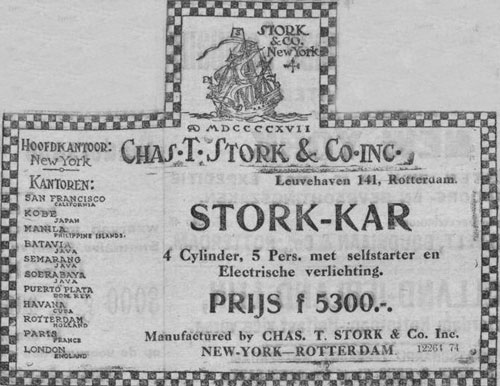 STORK
& CO.
New York
A D MDCCCCXVII
CHAS. T. STORK & CO. INC.
Leuvehaven 141, Rotterdam.
HOOFDKANTOOR:
New York
KANTOREN:
SAN FRANCISCO
CALIFORNIA
KOBE
JAPAN
MANILA
PHILIPPINE ISLANDS.
BATAVIA
JAVA
SEMARANG
JAVA
SOERABAYA
JAVA
PUERTO PLATA
DOM. REP.
HAVANA
CUBA
ROTTERDAM
HOLLAND
PARIS
FRANCE
LONDON
ENGLAND
STORK-KAR
4 Cylinder, 5 Pers. met selfstarter en
Electrische verlichting.
PRIJS f 5300.-.
Manufactured by CHAS. T. STORK & Co. Inc.
NEW-YORK—ROTTERDAM 12264 74